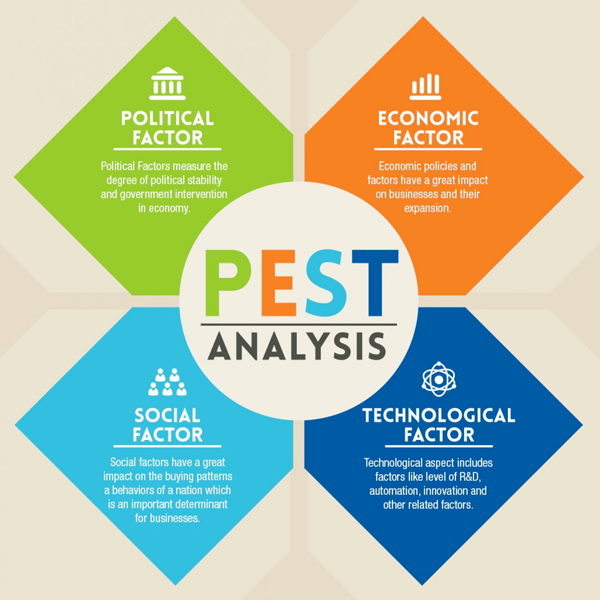 POLITICAL
FACTOR
Political Factors measure the
degree of political stability
and government intervention
in economy.
ECONOMIC
FACTOR
Economic policies and
factors have a great impact
on businesses and their
expansion.
PEST
ANALYSIS
SOCIAL
FACTOR
Social factors have a great
impact on the buying patterns
a behaviors of a nation which
is an important determinant
for businesses.
TECHNOLOGICAL
FACTOR
Technological aspect includes
factors like level of R&D,
automation, innovation and
other related factors.